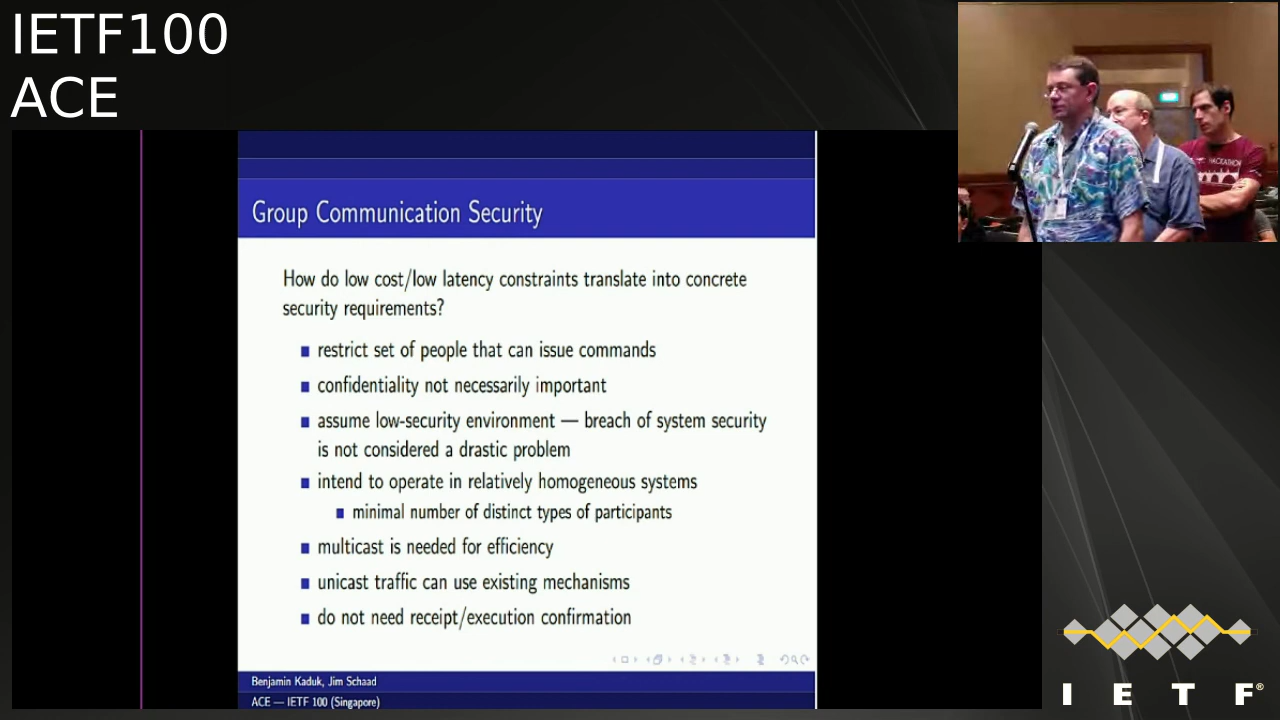 IETF100
ACE
HACKATHON
Group Communication Security
How do low cost/low latency constraints translate into concrete
security requirements?
restrict set of people that can issue commands
confidentiality not necessarily important
assume low-security environment — breach of system security
is not considered a drastic problem
intend to operate in relatively homogeneous systems
minimal number of distinct types of participants
multicast is needed for efficiency
unicast traffic can use existing mechanisms
do not need receipt/execution confirmation
Benjamin Kaduk, Jim Schaad
ACE — IETF 100 (Singapore)
I E T F®